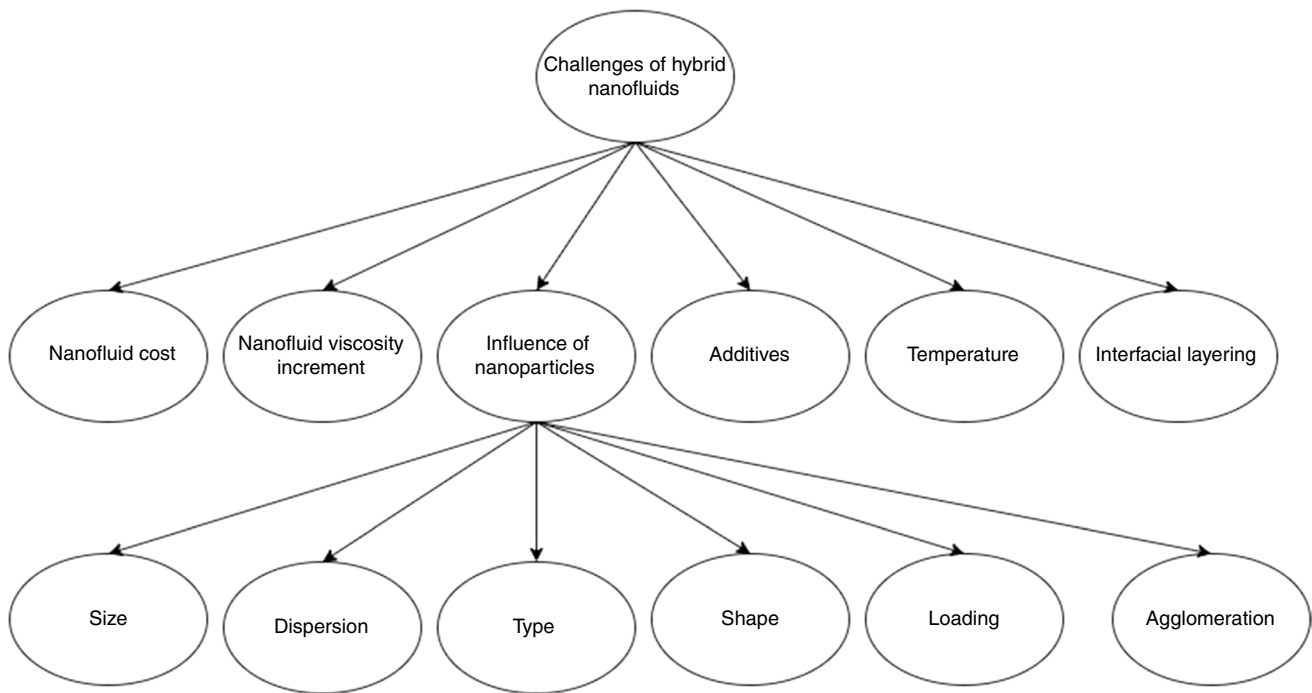 Challenges of hybrid
nanofluids
Nanofluid cost
Nanofluid viscosity
increment
Influence of
nanoparticles
Additives
Temperature
Interfacial layering
Size
Dispersion
Type
Shape
Loading
Agglomeration